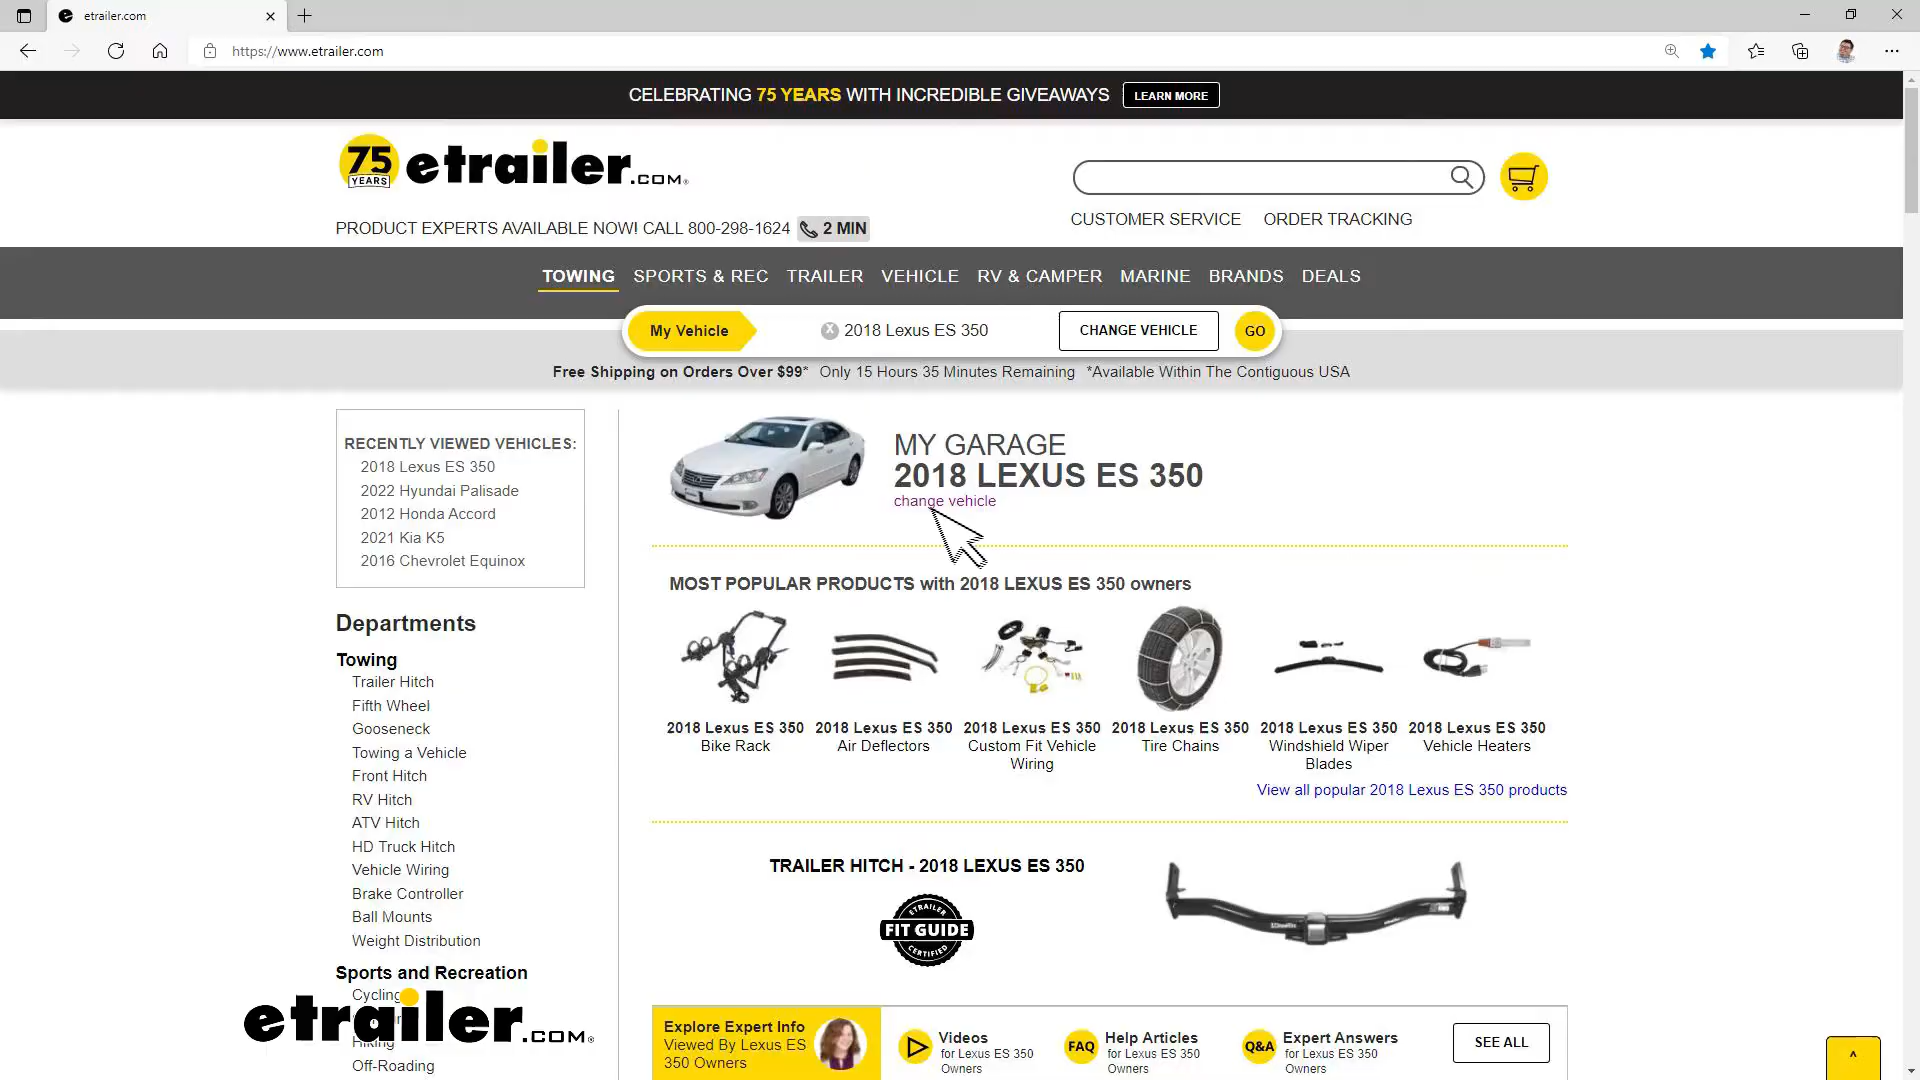 etrailer.com
https://www.etrailer.com
CELEBRATING 75 YEARS WITH INCREDIBLE GIVEAWAYS LEARN MORE
75 YEARS etrailer.COM®
PRODUCT EXPERTS AVAILABLE NOW! CALL 800-298-1624 2 MIN
CUSTOMER SERVICE ORDER TRACKING
TOWING SPORTS & REC TRAILER VEHICLE RV & CAMPER MARINE BRANDS DEALS
My Vehicle X 2018 Lexus ES 350 CHANGE VEHICLE GO
Free Shipping on Orders Over $99* Only 15 Hours 35 Minutes Remaining *Available Within The Contiguous USA
RECENTLY VIEWED VEHICLES:
2018 Lexus ES 350
2022 Hyundai Palisade
2012 Honda Accord
2021 Kia K5
2016 Chevrolet Equinox
Departments
Towing
Trailer Hitch
Fifth Wheel
Gooseneck
Towing a Vehicle
Front Hitch
RV Hitch
ATV Hitch
HD Truck Hitch
Vehicle Wiring
Brake Controller
Ball Mounts
Weight Distribution
Sports and Recreation
Cycling
etrailer.COM®
Hiking
Off-Roading
MY GARAGE
2018 LEXUS ES 350
change vehicle
MOST POPULAR PRODUCTS with 2018 LEXUS ES 350 owners
2018 Lexus ES 350
Bike Rack
2018 Lexus ES 350
Air Deflectors
2018 Lexus ES 350
Custom Fit Vehicle
Wiring
2018 Lexus ES 350
Tire Chains
2018 Lexus ES 350
Windshield Wiper
Blades
2018 Lexus ES 350
Vehicle Heaters
View all popular 2018 Lexus ES 350 products
TRAILER HITCH - 2018 LEXUS ES 350
ETRAILER
FIT GUIDE
CERTIFIED
Explore Expert Info
Viewed By Lexus ES
350 Owners
Videos
for Lexus ES 350
Owners
FAQ
Help Articles
for Lexus ES 350
Owners
Q&A
Expert Answers
for Lexus ES 350
Owners
SEE ALL